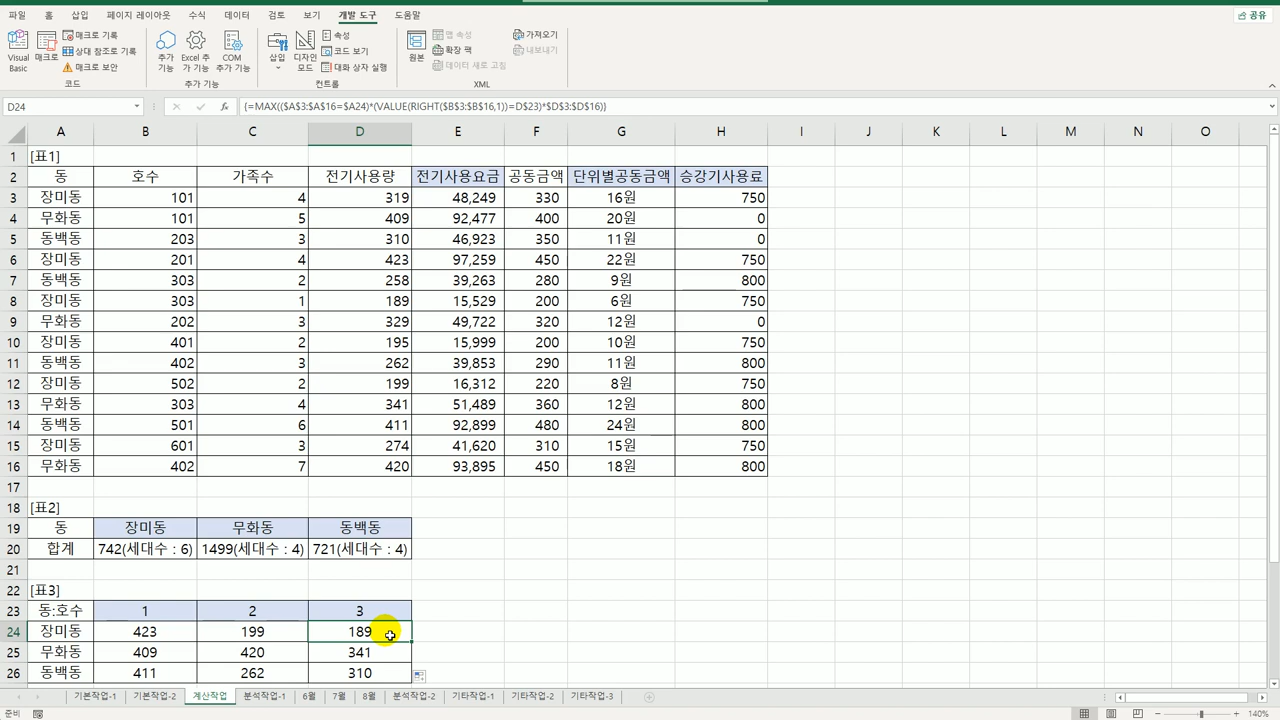 파일 홈 삽입 페이지 레이아웃 수식 데이터 검토 보기 개발 도구 도움말 공유
Visual Basic 매크로 매크로 기록 상대 참조로 기록 매크로 보안
추가 기능 Excel 추가 기능 COM 추가 기능
삽입 디자인 모드 속성 코드 보기 대화 상자 실행
원본 맵 속성 확장 팩 데이터 새로 고침 가져오기 내보내기
코드 추가 기능 컨트롤 XML
D24 fx {=MAX(($A$3:$A$16=$A24)*(VALUE(RIGHT($B$3:$B$16,1))=D$23)*$D$3:$D$16)}
A B C D E F G H I J K L M N O
1 [표1]
2 동 호수 가족수 전기사용량 전기사용요금 공동금액 단위별공동금액 승강기사용료
3 장미동 101 4 319 48,249 330 16원 750
4 무화동 101 5 409 92,477 400 20원 0
5 동백동 203 3 310 46,923 350 11원 0
6 장미동 201 4 423 97,259 450 22원 750
7 동백동 303 2 258 39,263 280 9원 800
8 장미동 303 1 189 15,529 200 6원 750
9 무화동 202 3 329 49,722 320 12원 0
10 장미동 401 2 195 15,999 200 10원 750
11 동백동 402 3 262 39,853 290 11원 800
12 장미동 502 2 199 16,312 220 8원 750
13 무화동 303 4 341 51,489 360 12원 800
14 동백동 501 6 411 92,899 480 24원 800
15 장미동 601 3 274 41,620 310 15원 750
16 무화동 402 7 420 93,895 450 18원 800
17
18 [표2]
19 동 장미동 무화동 동백동
20 합계 742(세대수 : 6) 1499(세대수 : 4) 721(세대수 : 4)
21
22 [표3]
23 동:호수 1 2 3
24 장미동 423 199 189
25 무화동 409 420 341
26 동백동 411 262 310
기본작업-1 기본작업-2 계산작업 분석작업-1 6월 7월 8월 분석작업-2 기타작업-1 기타작업-2 기타작업-3
준비 140%